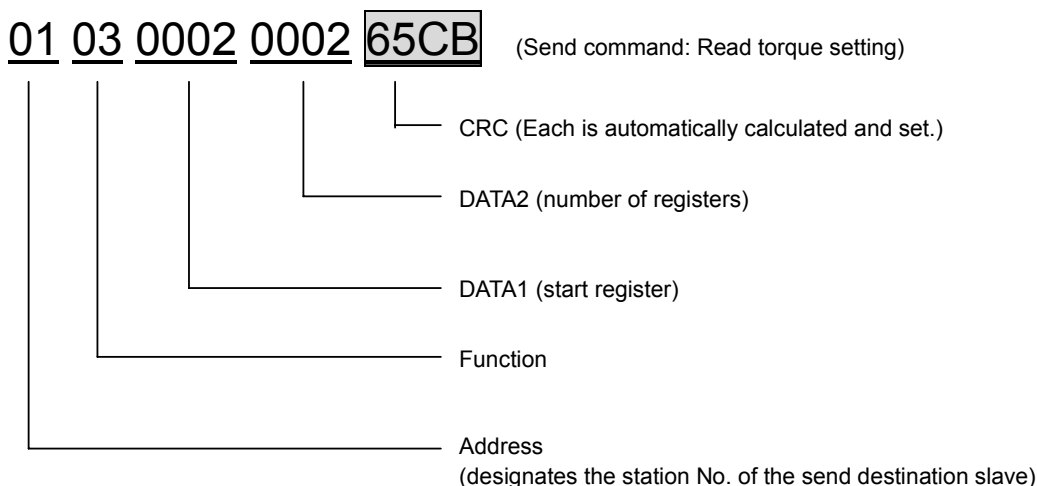 01 03 0002 0002 65CB (Send command: Read torque setting)
CRC (Each is automatically calculated and set.)
DATA2 (number of registers)
DATA1 (start register)
Function
Address
(designates the station No. of the send destination slave)